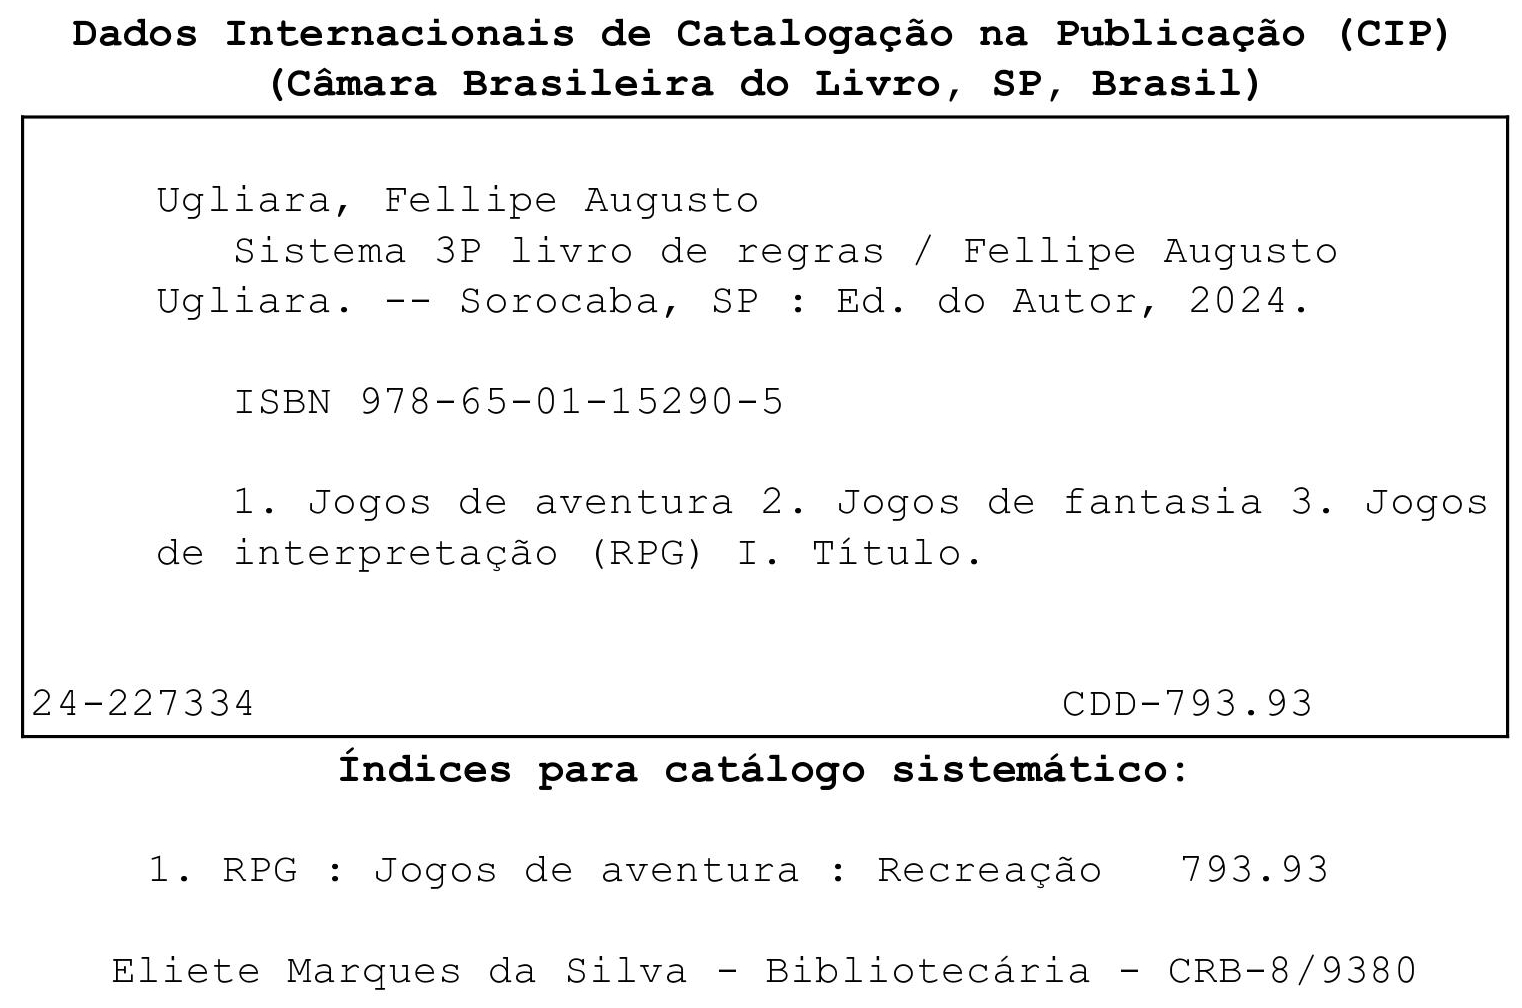 Dados Internacionais de Catalogação na Publicação (CIP)
(Câmara Brasileira do Livro, SP, Brasil)
Ugliara, Fellipe Augusto
Sistema 3P livro de regras / Fellipe Augusto
Ugliara. -- Sorocaba, SP : Ed. do Autor, 2024.
ISBN 978-65-01-15290-5
1. Jogos de aventura 2. Jogos de fantasia 3. Jogos
de interpretação (RPG) I. Título.
24-227334 CDD-793.93
Índices para catálogo sistemático:
1. RPG : Jogos de aventura : Recreação 793.93
Eliete Marques da Silva - Bibliotecária - CRB-8/9380